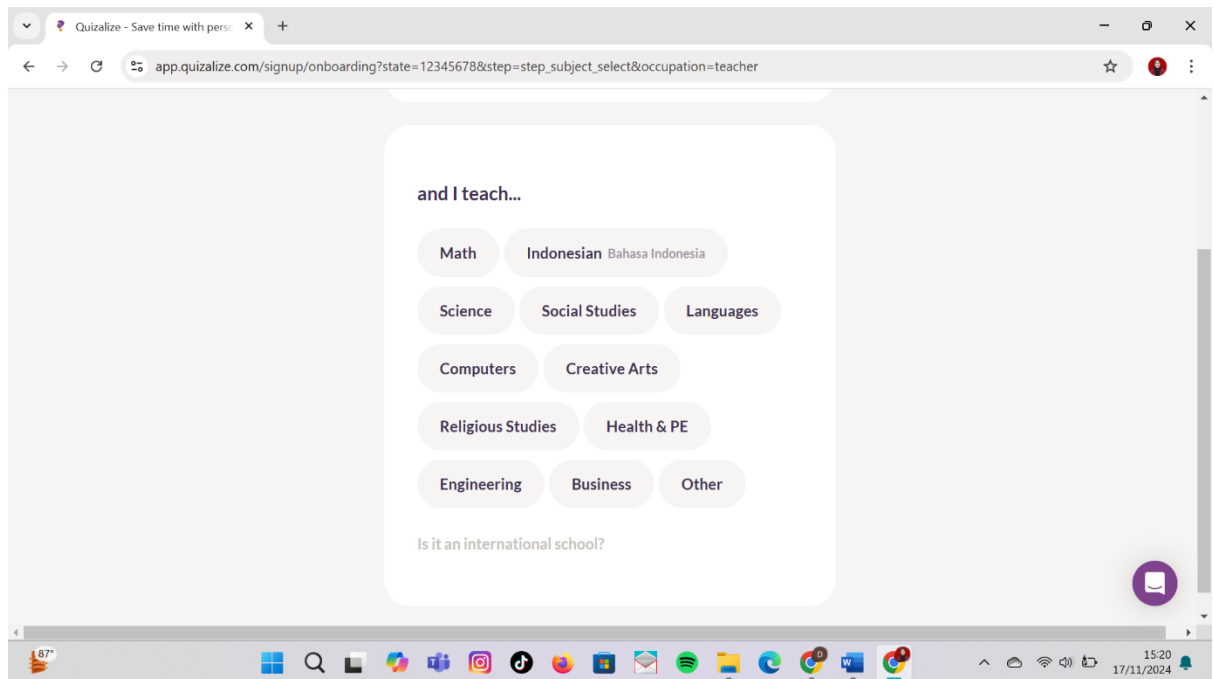 Quizalize - Save time with pers
app.quizalize.com/signup/onboarding?state=12345678&step=step_subject_select&occupation=teacher
and I teach...
Math Indonesian Bahasa Indonesia
Science Social Studies Languages
Computers Creative Arts
Religious Studies Health & PE
Engineering Business Other
Is it an international school?
87°
15:20
17/11/2024